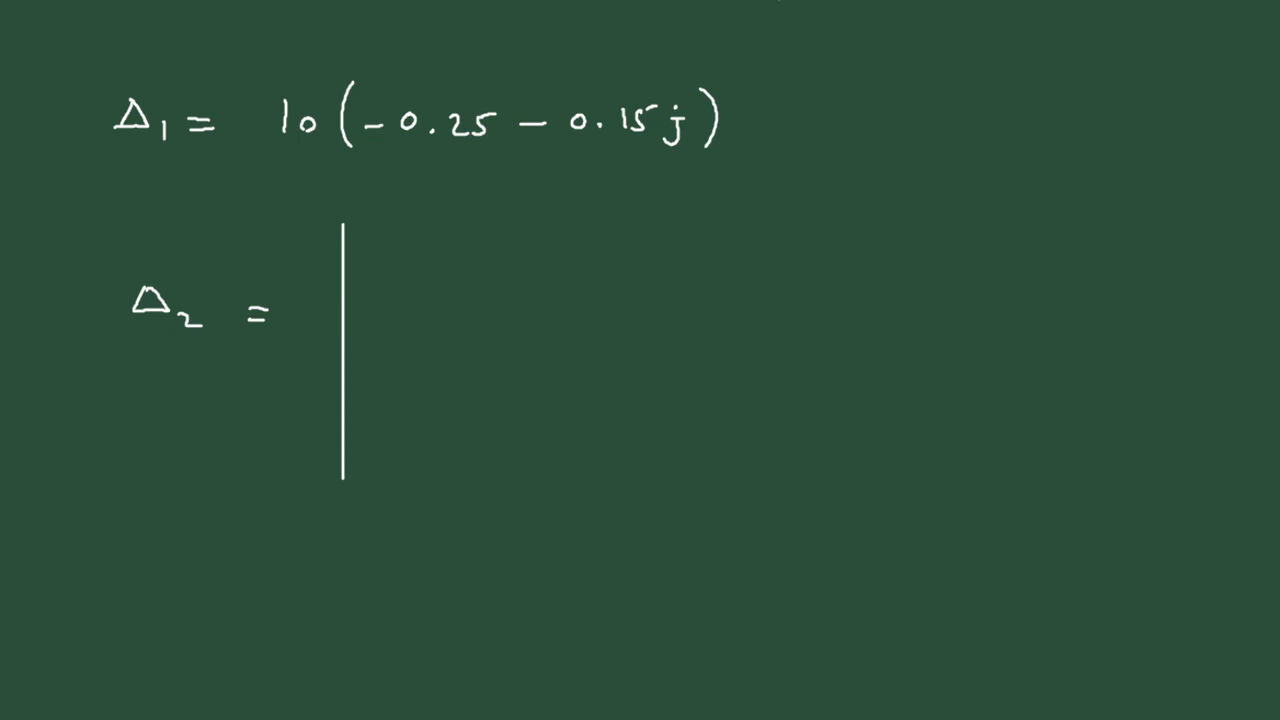 Δ₁ = 10(-0.25 - 0.15j)
Δ₂ = |